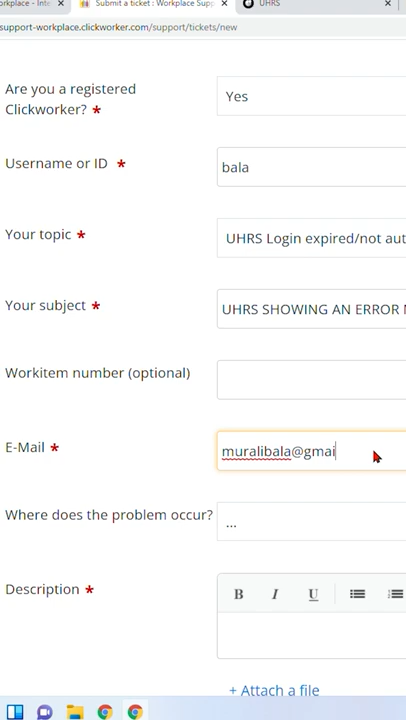 orkplace - Inte
Submit a ticket : Workplace Supp
UHRS
support-workplace.clickworker.com/support/tickets/new
Are you a registered
Clickworker? *
Yes
Username or ID *
bala
Your topic *
UHRS Login expired/not aut
Your subject *
UHRS SHOWING AN ERROR
Workitem number (optional)
E-Mail *
muralibala@gmai
Where does the problem occur?
...
Description *
B I U
+ Attach a file